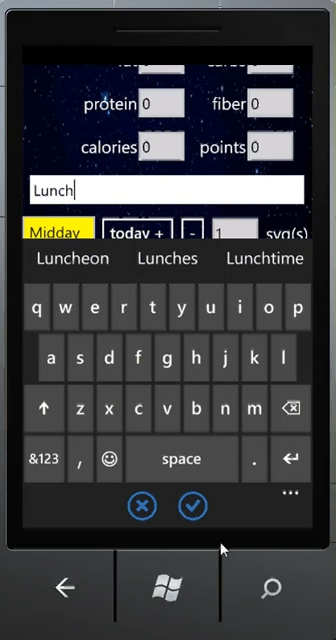 protein 0 fiber 0
calories 0 points 0
Lunch
Midday today + - 1 svg(s)
Luncheon Lunches Lunchtime
q w e r t y u i o p
a s d f g h j k l
z x c v b n m
&123 , space .